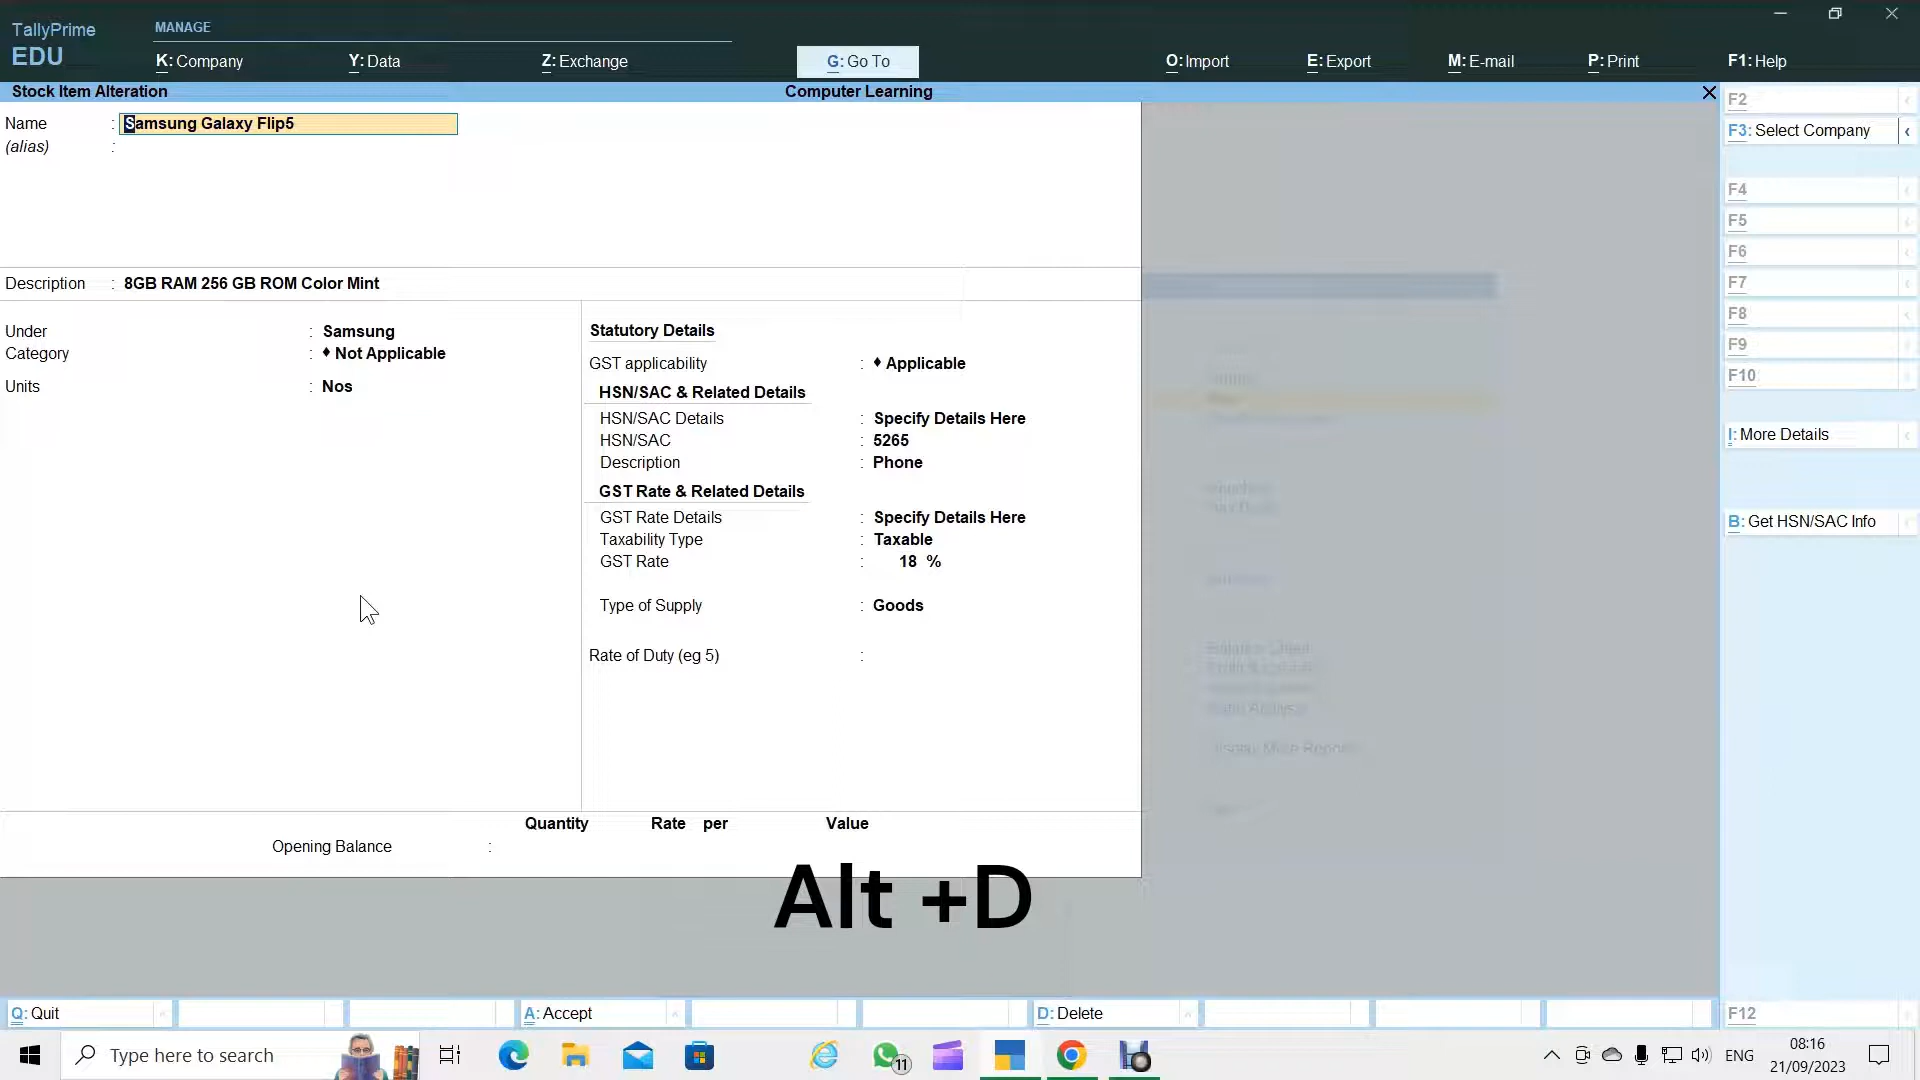 TallyPrime
EDU
MANAGE
K: Company
Y: Data
Z: Exchange
G: Go To
O: Import
E: Export
M: E-mail
P: Print
F1: Help
Stock Item Alteration
Computer Learning
Name : Samsung Galaxy Flip5
(alias) :
Description : 8GB RAM 256 GB ROM Color Mint
Under : Samsung
Category : ♦ Not Applicable
Units : Nos
Statutory Details
GST applicability : ♦ Applicable
HSN/SAC & Related Details
HSN/SAC Details : Specify Details Here
HSN/SAC : 5265
Description : Phone
GST Rate & Related Details
GST Rate Details : Specify Details Here
Taxability Type : Taxable
GST Rate : 18 %
Type of Supply : Goods
Rate of Duty (eg 5) :
Quantity Rate per Value
Opening Balance :
Alt +D
F2
F3: Select Company
F4
F5
F6
F7
F8
F9
F10
I: More Details
B: Get HSN/SAC Info
F12
Q: Quit
A: Accept
D: Delete
Type here to search
11
ENG
08:16
21/09/2023